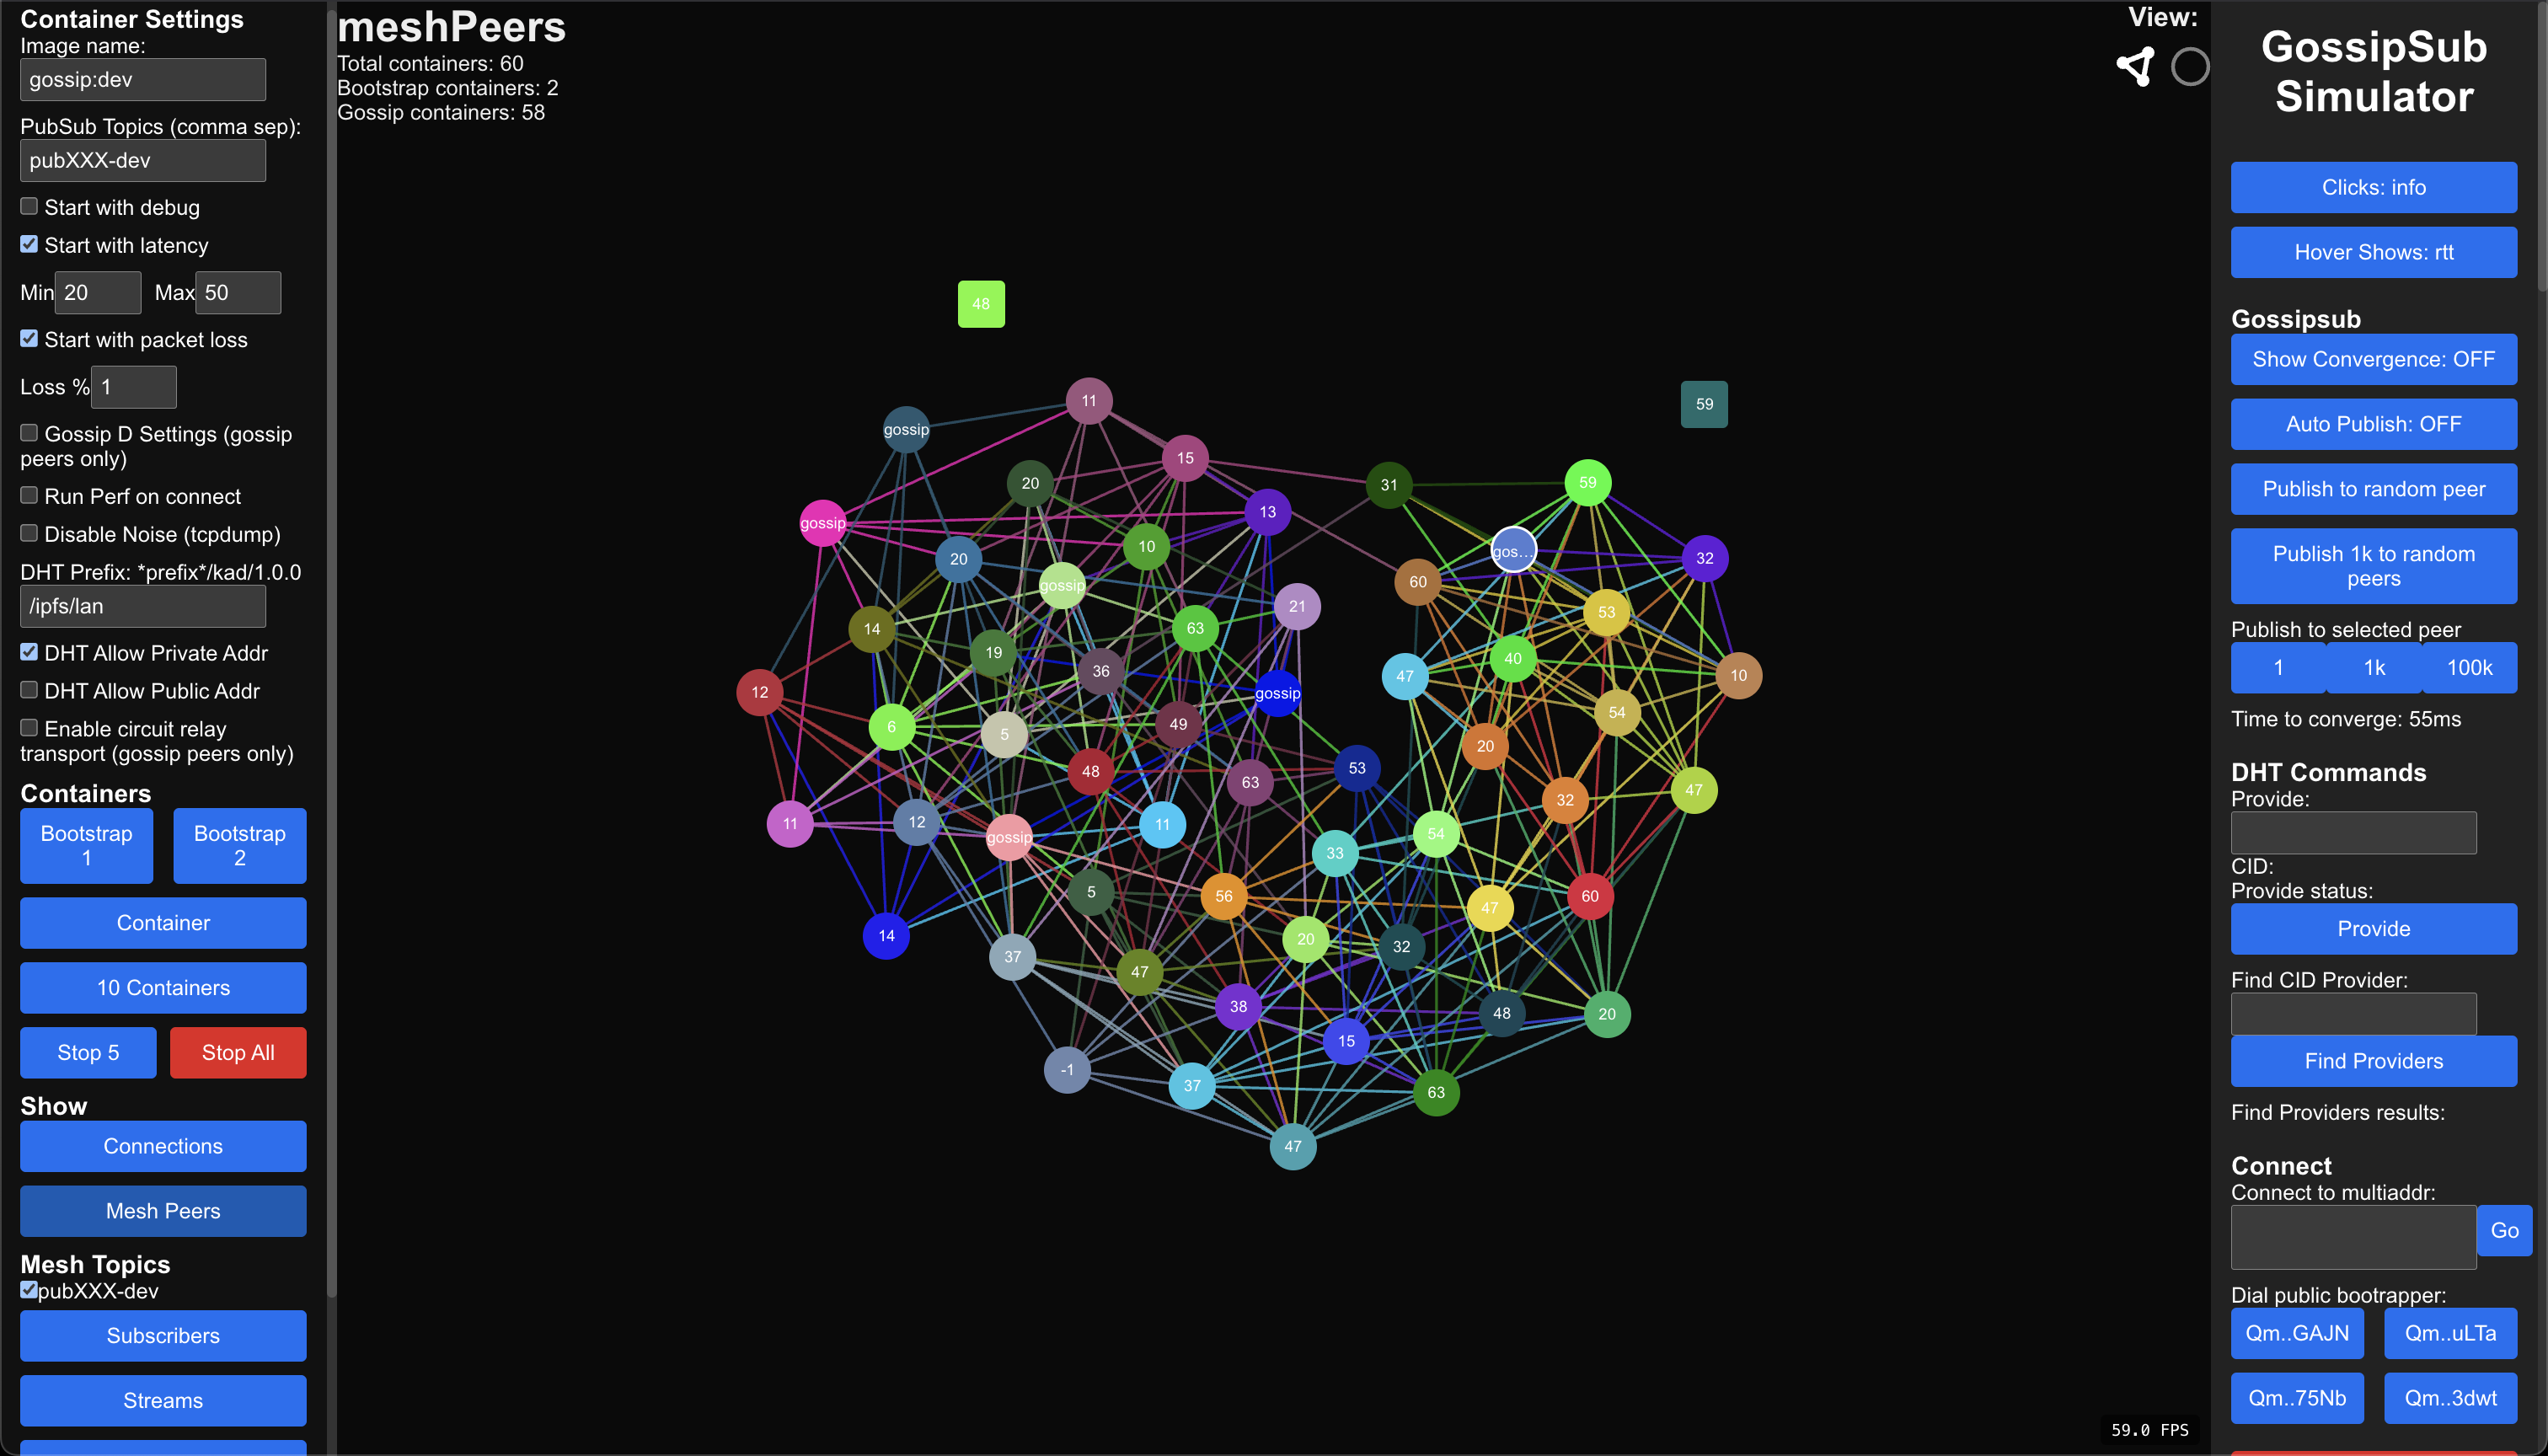 Container Settings
Image name:
gossip:dev
PubSub Topics (comma sep):
pubXXX-dev
Start with debug
Start with latency
Min 20 Max 50
Start with packet loss
Loss % 1
Gossip D Settings (gossip
peers only)
Run Perf on connect
Disable Noise (tcpdump)
DHT Prefix: *prefix*/kad/1.0.0
/ipfs/lan
DHT Allow Private Addr
DHT Allow Public Addr
Enable circuit relay
transport (gossip peers only)
Containers
Bootstrap
1
Bootstrap
2
Container
10 Containers
Stop 5
Stop All
Show
Connections
Mesh Peers
Mesh Topics
pubXXX-dev
Subscribers
Streams
meshPeers
Total containers: 60
Bootstrap containers: 2
Gossip containers: 58
View:
48
11
59
gossip
15
20
31
59
gossip
13
10
gos...
20
32
gossip
60
21
53
14
63
19
40
36
47
10
12
gossip
54
6
49
5
20
53
48
63
47
32
11
12
11
54
gossip
33
5
56
60
47
14
20
32
37
47
38
48
20
15
-1
37
63
47
59.0 FPS
GossipSub
Simulator
Clicks: info
Hover Shows: rtt
Gossipsub
Show Convergence: OFF
Auto Publish: OFF
Publish to random peer
Publish 1k to random
peers
Publish to selected peer
1 1k 100k
Time to converge: 55ms
DHT Commands
Provide:
CID:
Provide status:
Provide
Find CID Provider:
Find Providers
Find Providers results:
Connect
Connect to multiaddr:
Go
Dial public bootrapper:
Qm..GAJN Qm..uLTa
Qm..75Nb Qm..3dwt